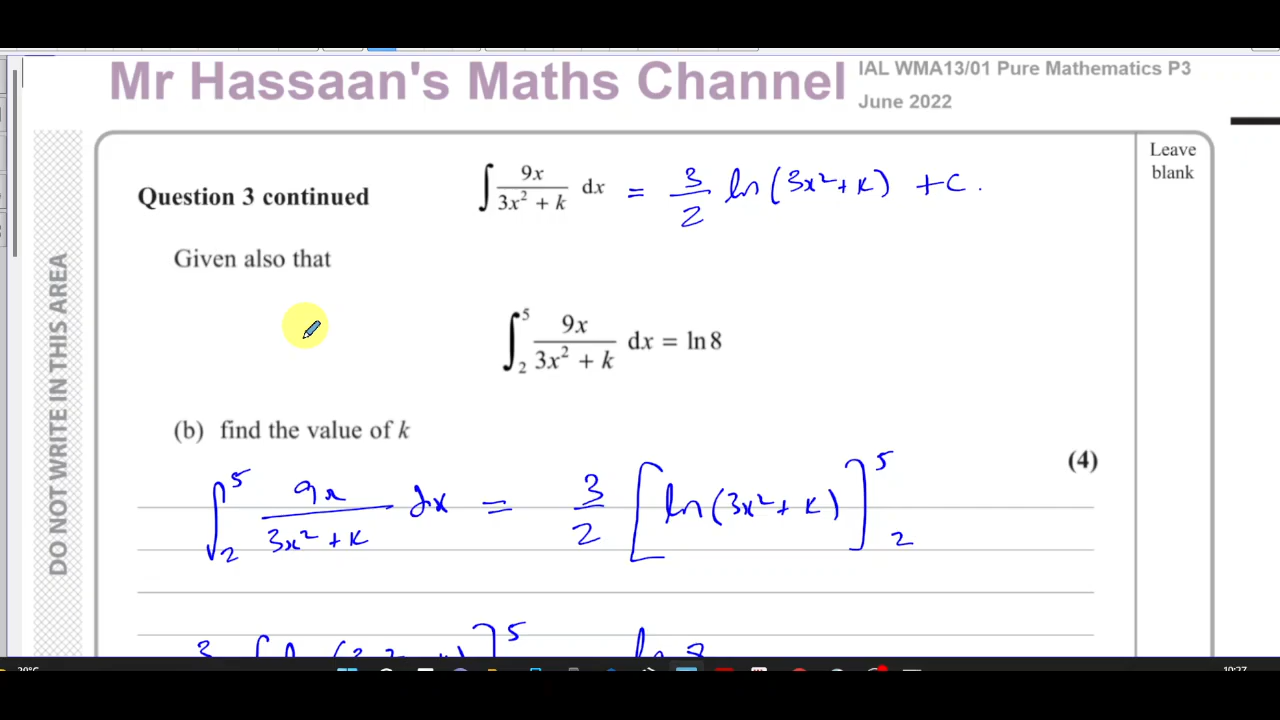 Mr Hassaan's Maths Channel
IAL WMA13/01 Pure Mathematics P3
June 2022
Leave
blank
Question 3 continued
∫ 9x / (3x² + k) dx = 3/2 ln(3x² + k) + c .
Given also that
∫₂⁵ 9x / (3x² + k) dx = ln 8
(b) find the value of k
(4)
∫₂⁵ 9x / (3x² + k) dx = 3/2 [ln(3x² + k)]₂⁵
DO NOT WRITE IN THIS AREA